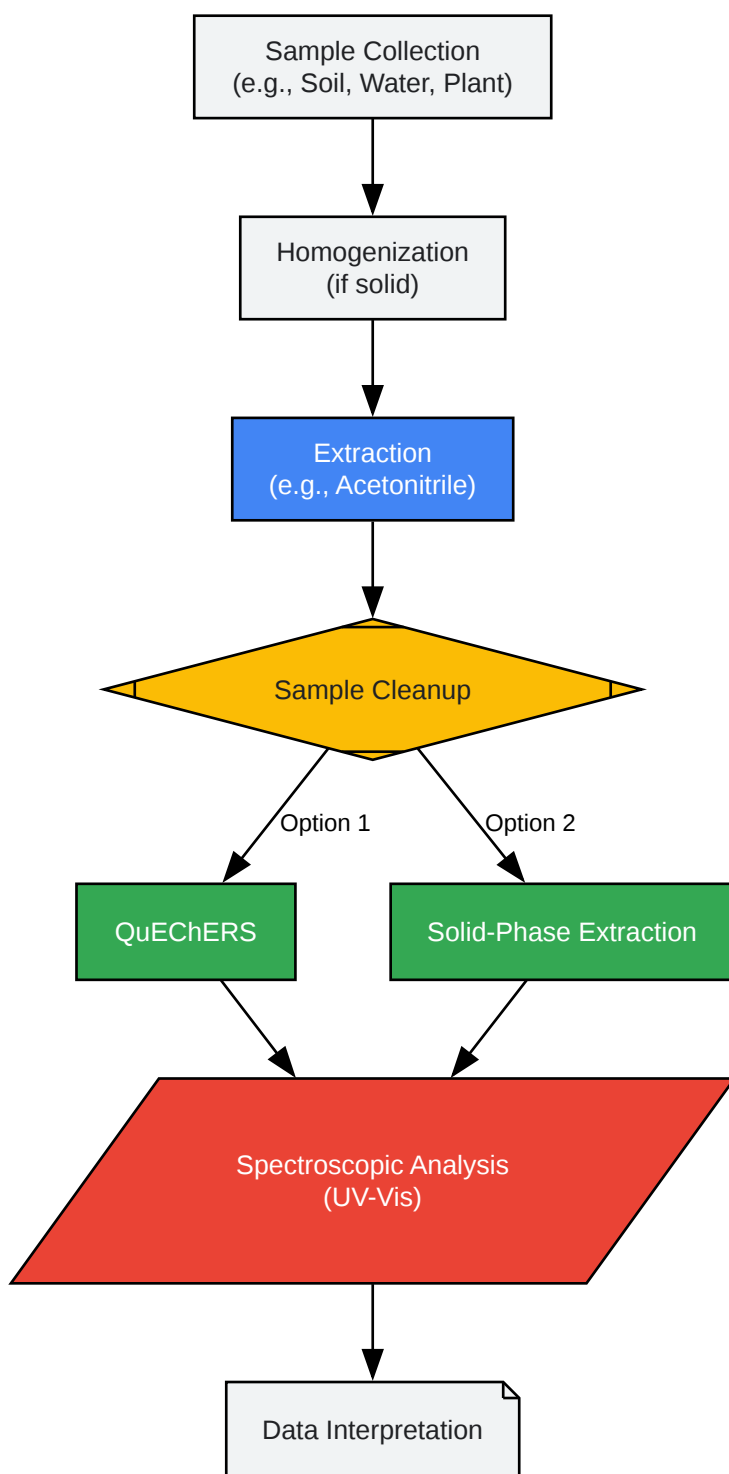 Sample Collection
(e.g., Soil, Water, Plant)
Homogenization
(if solid)
Extraction
(e.g., Acetonitrile)
Sample Cleanup
Option 1
Option 2
QuEChERS
Solid-Phase Extraction
Spectroscopic Analysis
(UV-Vis)
Data Interpretation